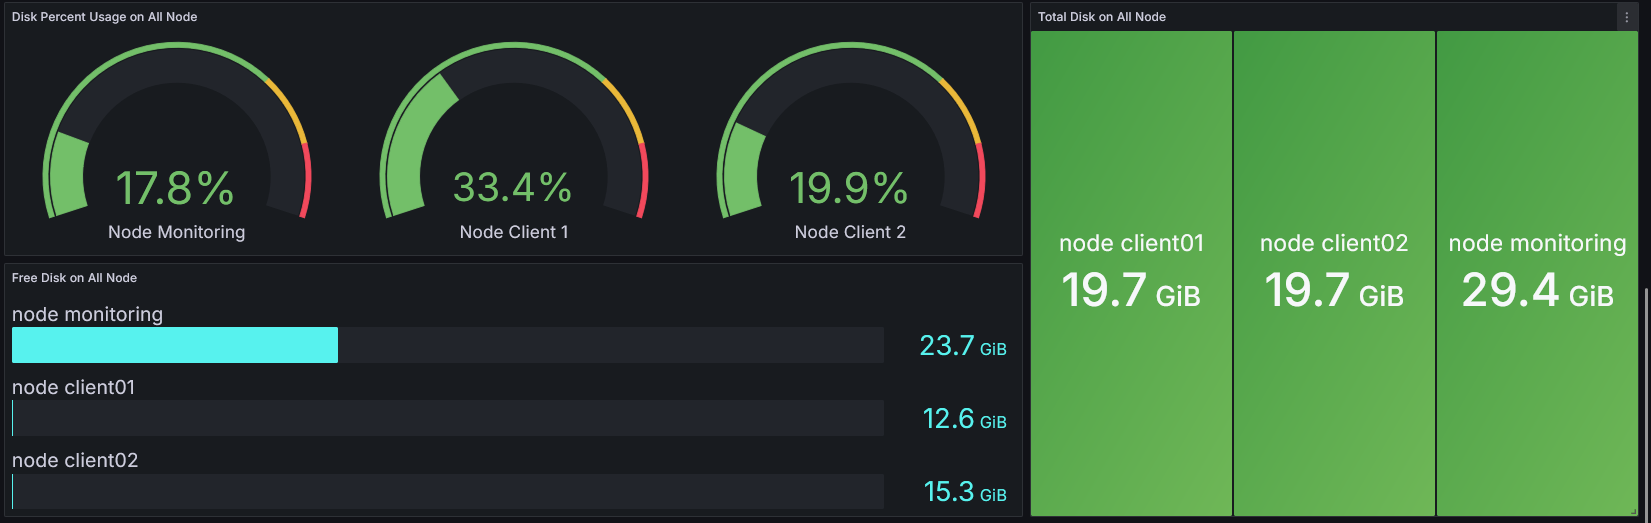 Disk Percent Usage on All Node
17.8%
Node Monitoring
33.4%
Node Client 1
19.9%
Node Client 2
Free Disk on All Node
node monitoring
23.7 GiB
node client01
12.6 GiB
node client02
15.3 GiB
Total Disk on All Node
node client01
19.7 GiB
node client02
19.7 GiB
node monitoring
29.4 GiB